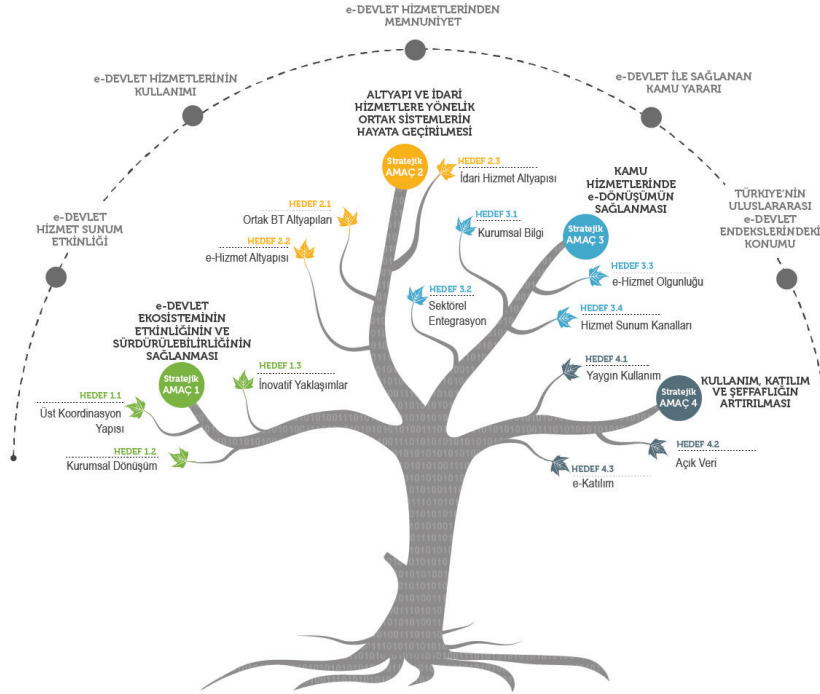 e-DEVLET HİZMETLERİNDEN
MEMNUNİYET
e-DEVLET HİZMETLERİNİN
KULLANIMI
e-DEVLET İLE SAĞLANAN
KAMU YARARI
e-DEVLET
HİZMET SUNUM
ETKİNLİĞİ
TÜRKİYE'NİN
ULUSLARARASI
e-DEVLET
ENDEKSLERİNDEKİ
KONUMU
ALTYAPI VE İDARİ
HİZMETLERE YÖNELİK
ORTAK SİSTEMLERİN
HAYATA GEÇİRİLMESİ
Stratejik
AMAÇ 2
HEDEF 2.3
İdari Hizmet Altyapısı
HEDEF 2.1
Ortak BT Altyapıları
HEDEF 2.2
e-Hizmet Altyapısı
KAMU
HİZMETLERİNDE
e-DÖNÜŞÜMÜN
SAĞLANMASI
Stratejik
AMAÇ 3
HEDEF 3.1
Kurumsal Bilgi
HEDEF 3.2
Sektörel
Entegrasyon
HEDEF 3.3
e-Hizmet Olgunluğu
HEDEF 3.4
Hizmet Sunum Kanalları
e-DEVLET
EKOSİSTEMİNİN
ETKİNLİĞİNİN VE
SÜRDÜRÜLEBİLİRLİĞİNİN
SAĞLANMASI
Stratejik
AMAÇ 1
HEDEF 1.3
İnovatif Yaklaşımlar
HEDEF 1.1
Üst Koordinasyon
Yapısı
HEDEF 1.2
Kurumsal Dönüşüm
HEDEF 4.1
Yaygın Kullanım
Stratejik
AMAÇ 4
KULLANIM, KATILIM
VE ŞEFFAFLIĞIN
ARTIRILMASI
HEDEF 4.2
Açık Veri
HEDEF 4.3
e-Katılım